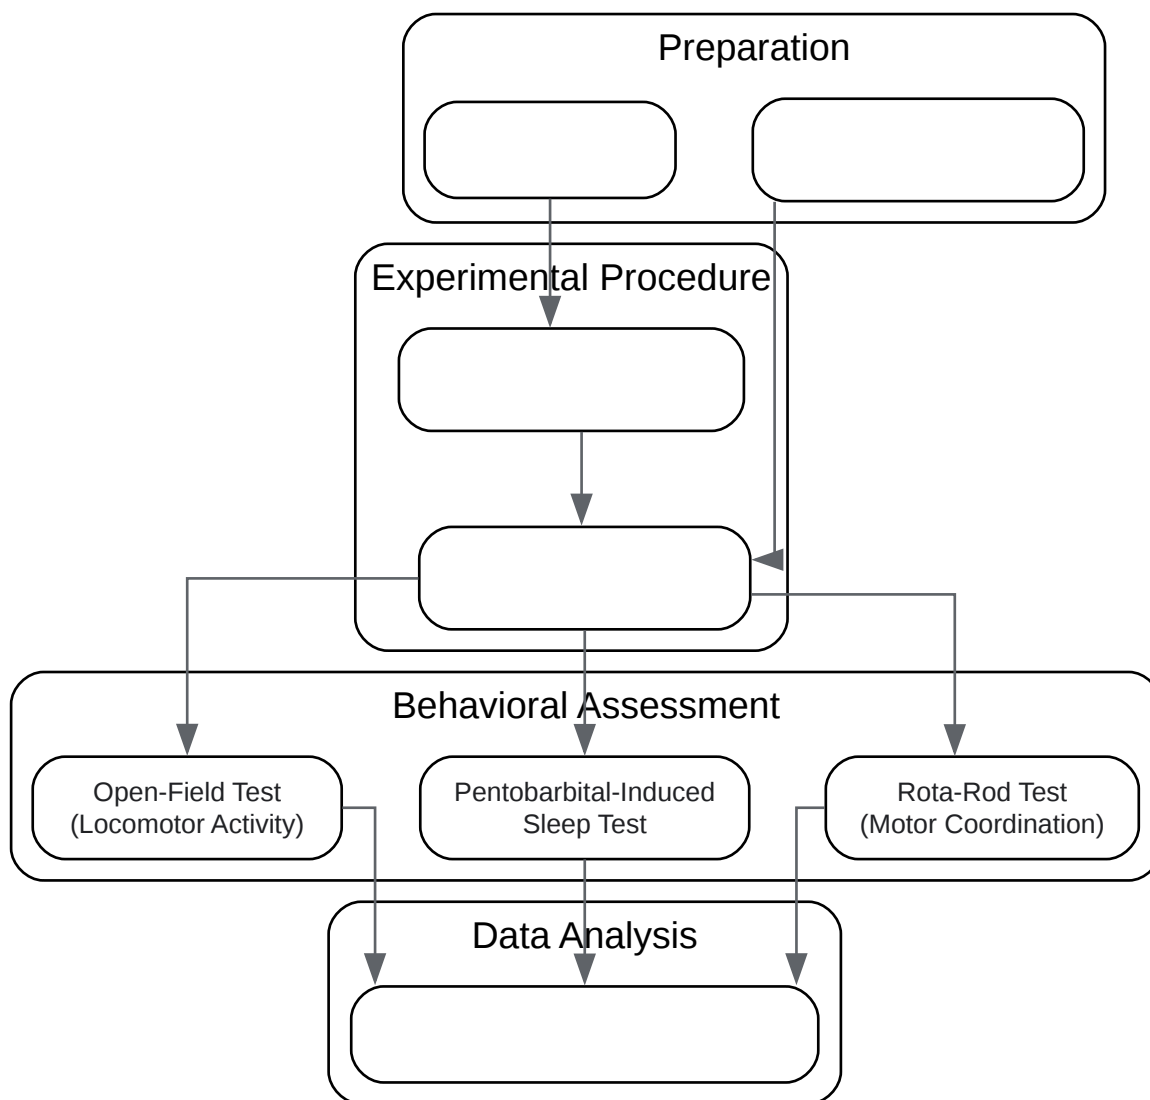 Preparation
Experimental Procedure
Behavioral Assessment
Open-Field Test
(Locomotor Activity)
Pentobarbital-Induced
Sleep Test
Rota-Rod Test
(Motor Coordination)
Data Analysis